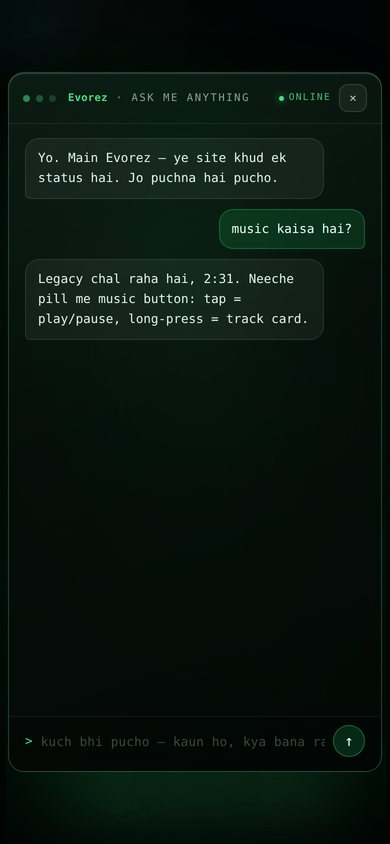 Evorez · ASK ME ANYTHING ONLINE ×
Yo. Main Evorez — ye site khud ek
status hai. Jo puchna hai pucho.
music kaisa hai?
Legacy chal raha hai, 2:31. Neeche
pill me music button: tap =
play/pause, long-press = track card.
> kuch bhi pucho — kaun ho, kya bana ↑